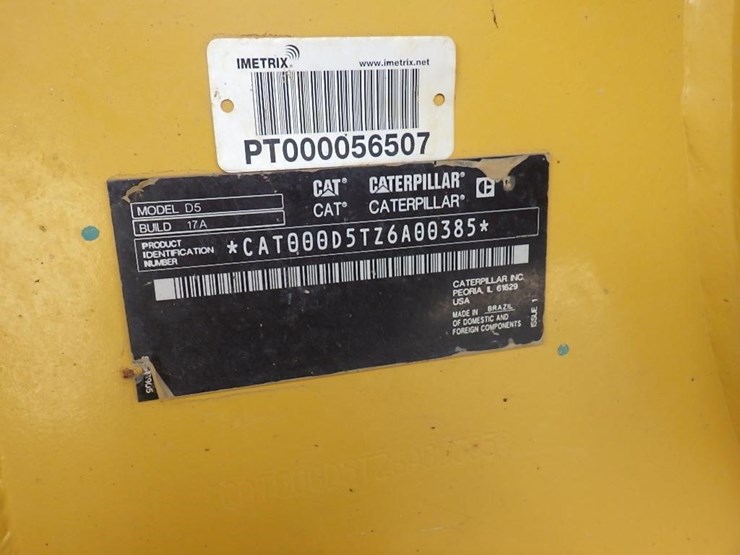 IMETRIX www.imetrix.net
PT000056507
CAT® CATERPILLAR®
CAT® CATERPILLAR®
MODEL D5
BUILD 17A
PRODUCT
IDENTIFICATION
NUMBER
*CAT000D5TZ6A00385*
CATERPILLAR INC.
PEORIA, IL 61629
USA
MADE IN BRAZIL
OF DOMESTIC AND
FOREIGN COMPONENTS
ISSUE 1